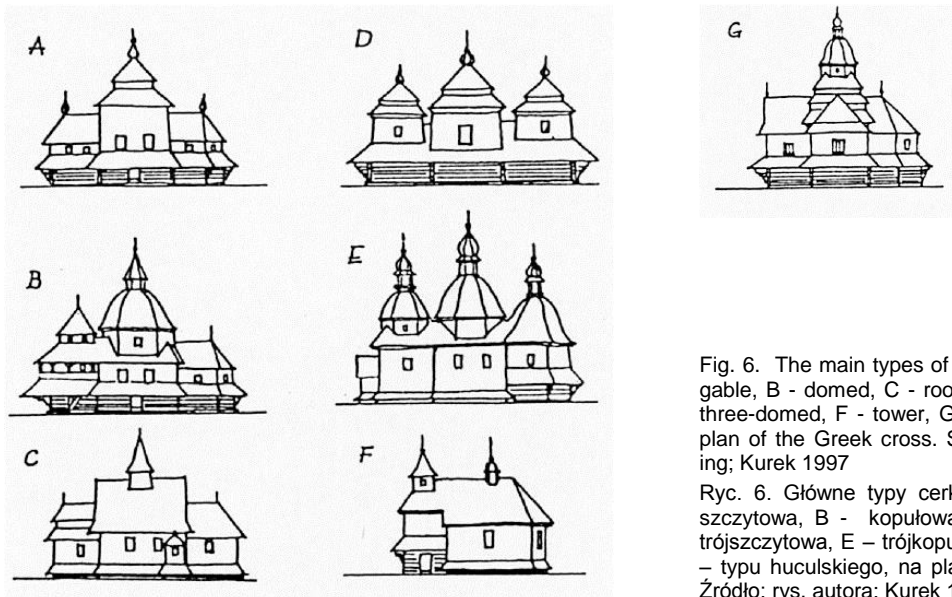 A
D
G
B
E
C
F
Fig. 6. The main types of
gable, B - domed, C - roo
three-domed, F - tower, G
plan of the Greek cross. S
ing; Kurek 1997
Ryc. 6. Główne typy cerk
szczytowa, B - kopułowa
trójszczytowa, E – trójkopu
– typu huculskiego, na pla
Źródło: rys. autora; Kurek 1